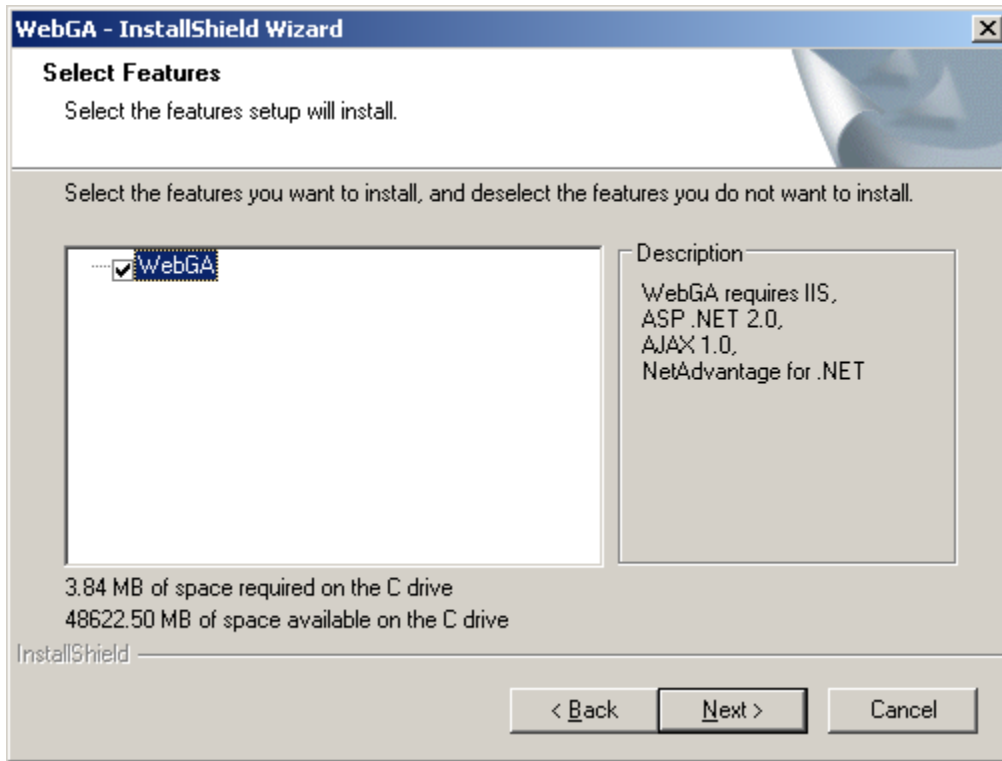 WebGA - InstallShield Wizard
Select Features
Select the features setup will install.
Select the features you want to install, and deselect the features you do not want to install.
WebGA
Description
WebGA requires IIS,
ASP .NET 2.0,
AJAX 1.0,
NetAdvantage for .NET
3.84 MB of space required on the C drive
48622.50 MB of space available on the C drive
InstallShield
< Back
Next >
Cancel